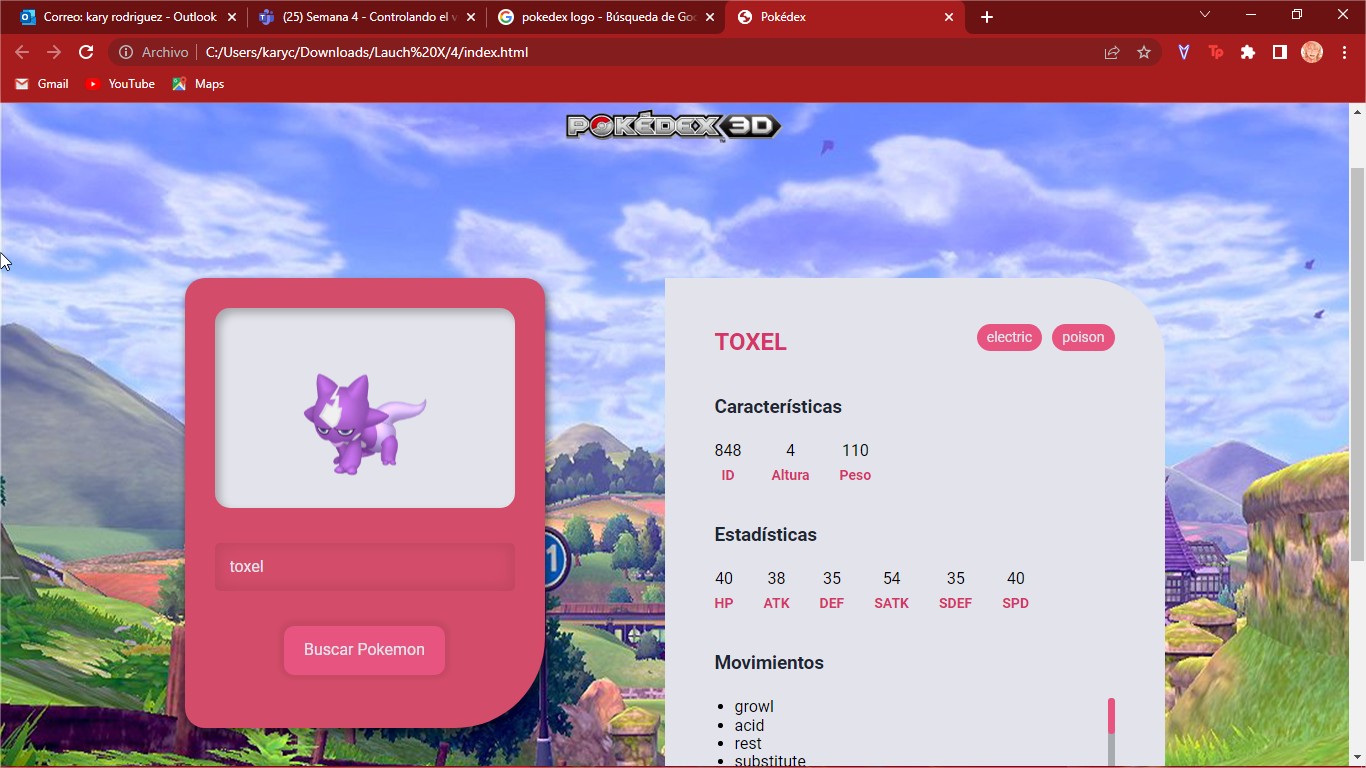 Correo: kary rodriguez - Outlook
(25) Semana 4 - Controlando el v
pokedex logo - Búsqueda de Goo
Pokédex
Archivo
C:/Users/karyc/Downloads/Lauch%20X/4/index.html
Gmail
YouTube
Maps
POKÉDEX 3D
TOXEL
electric
poison
Características
848 4 110
ID Altura Peso
Estadísticas
40 38 35 54 35 40
HP ATK DEF SATK SDEF SPD
Movimientos
growl
acid
rest
substitute
toxel
Buscar Pokemon
1